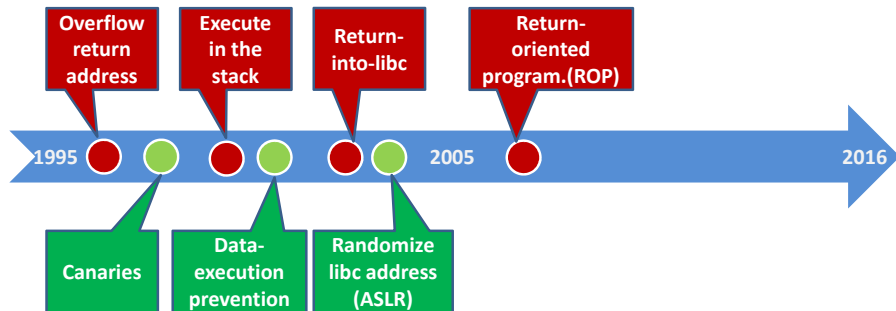 Overflow
return
address
Execute
in the
stack
Return-
into-libc
Return-
oriented
program.(ROP)
1995
2005
2016
Canaries
Data-
execution
prevention
Randomize
libc address
(ASLR)